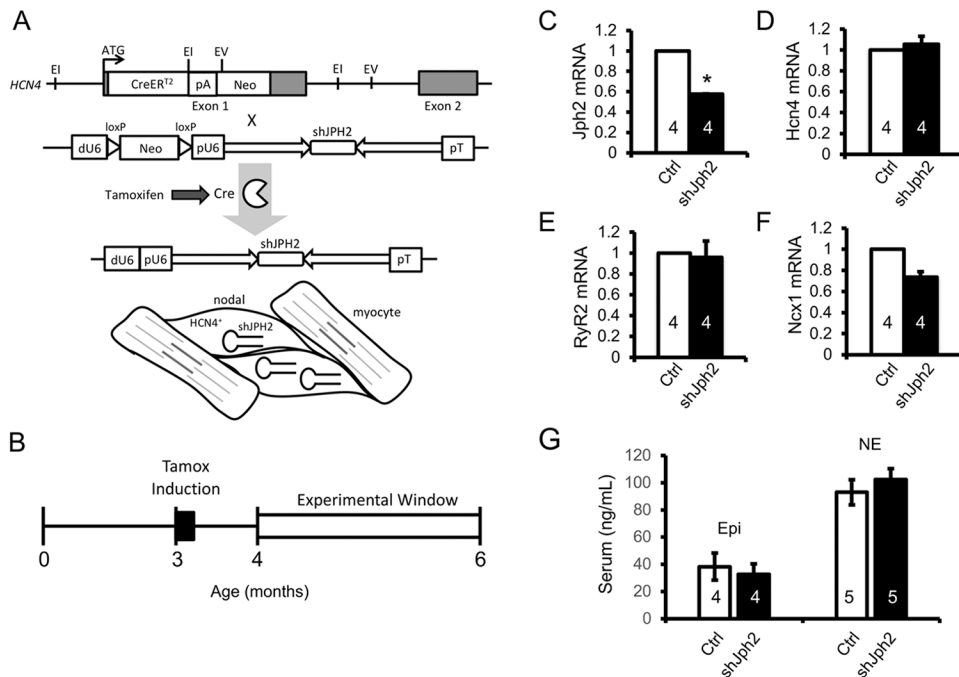 A
ATG
EI
EV
EI
EI
EV
HCN4
CreERT2
pA
Neo
Exon 1
Exon 2
X
loxP
loxP
shJPH2
dU6
Neo
pU6
pT
Tamoxifen
Cre
shJPH2
dU6
pU6
pT
nodal
HCN4+
shJPH2
myocyte
B
Tamox
Induction
Experimental Window
0
3
4
6
Age (months)
C
Jph2 mRNA
1.2
1
0.8
0.6
0.4
0.2
0
*
4
4
Ctrl
shJph2
D
Hcn4 mRNA
1.2
1
0.8
0.6
0.4
0.2
0
4
4
Ctrl
shJph2
E
RyR2 mRNA
1.2
1
0.8
0.6
0.4
0.2
0
4
4
Ctrl
shJph2
F
Ncx1 mRNA
1.2
1
0.8
0.6
0.4
0.2
0
4
4
Ctrl
shJph2
G
Serum (ng/mL)
120
100
80
60
40
20
0
Epi
NE
4
4
5
5
Ctrl
shJph2
Ctrl
shJph2